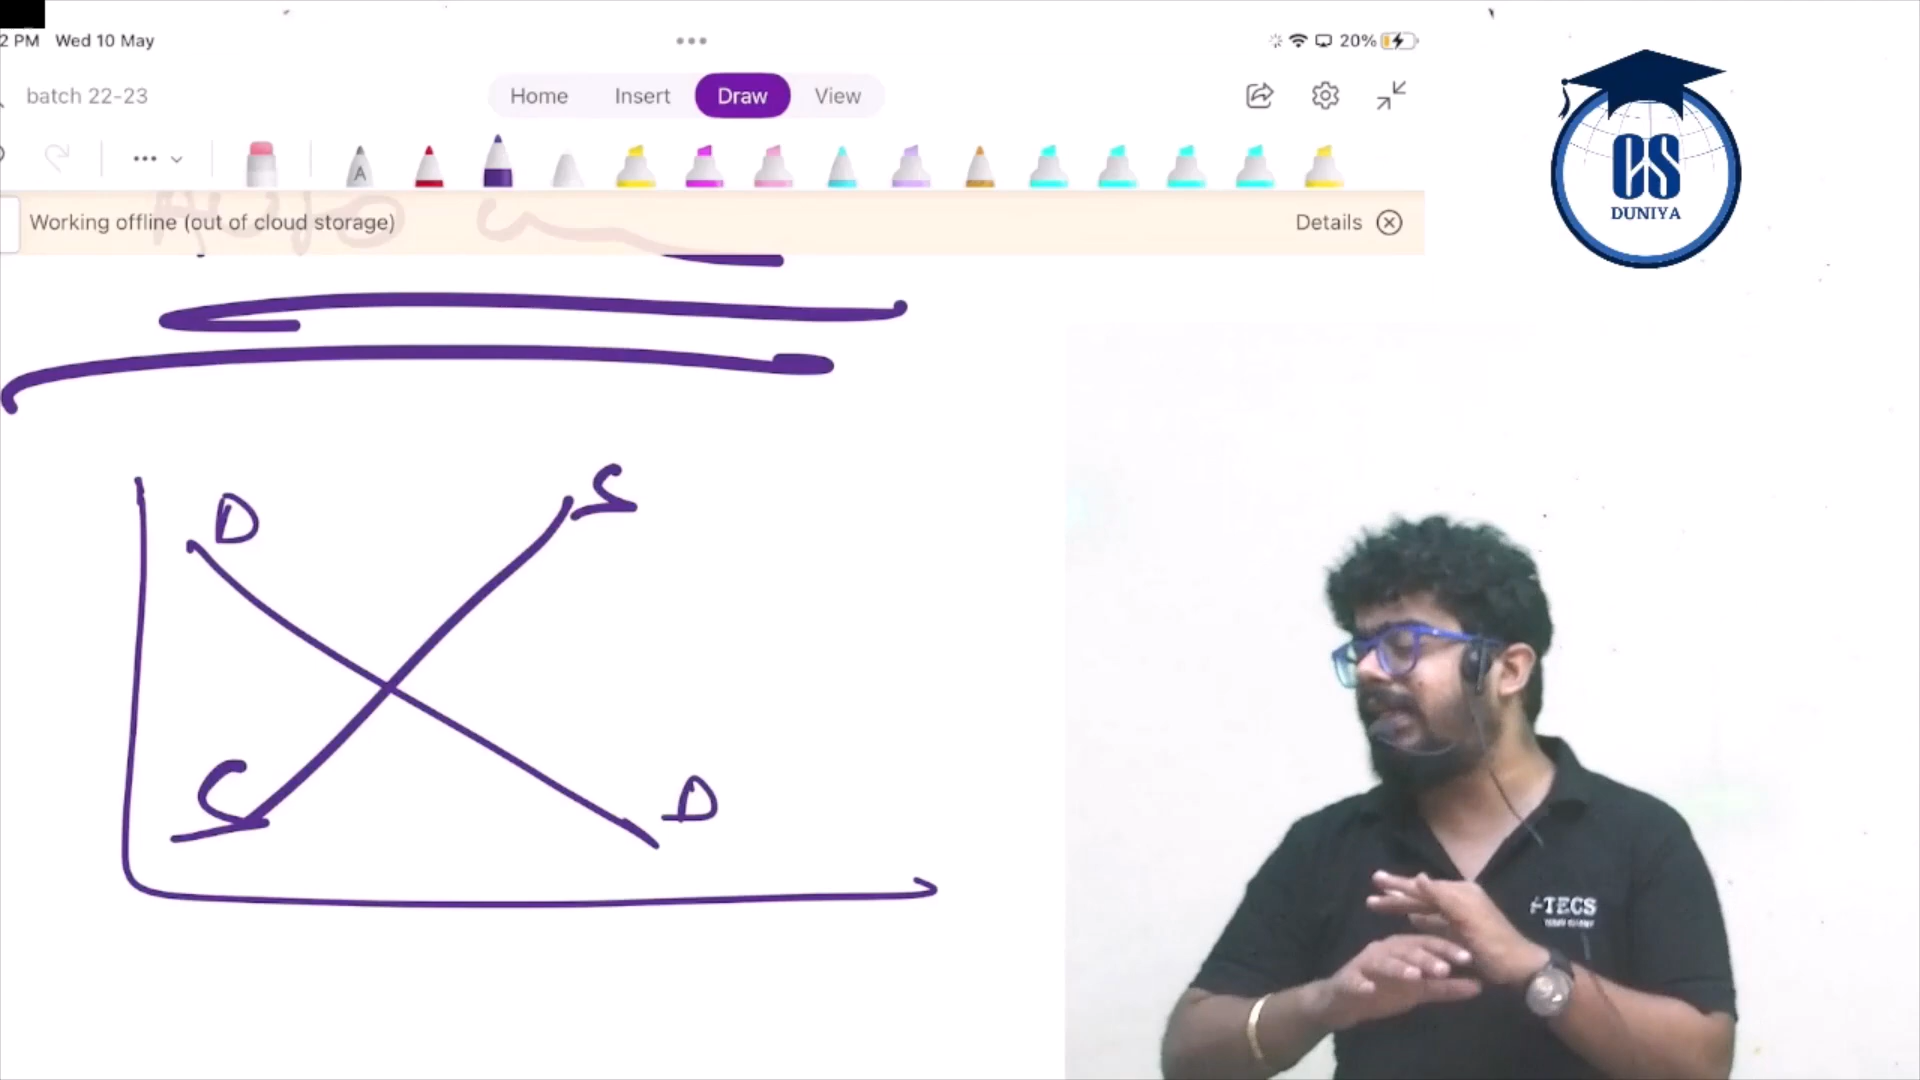 2 PM Wed 10 May
20%
batch 22-23
Home Insert Draw View
A
Working offline (out of cloud storage)
Details
CS
DUNIYA
D
S
S
D
TECS